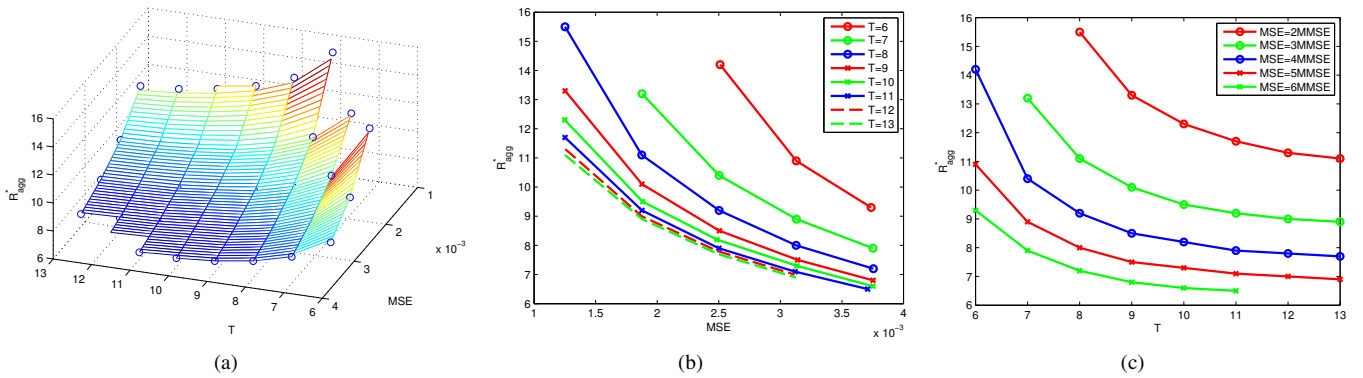 16
14
12
10
8
6
R*agg
13
12
11
10
9
8
7
6
T
1
2
3
4
x 10⁻³
MSE
(a)
16
15
14
13
12
11
10
9
8
7
6
R*agg
1
1.5
2
2.5
3
3.5
4
x 10⁻³
MSE
T=6
T=7
T=8
T=9
T=10
T=11
T=12
T=13
(b)
16
15
14
13
12
11
10
9
8
7
6
R*agg
6
7
8
9
10
11
12
13
T
MSE=2MMSE
MSE=3MMSE
MSE=4MMSE
MSE=5MMSE
MSE=6MMSE
(c)